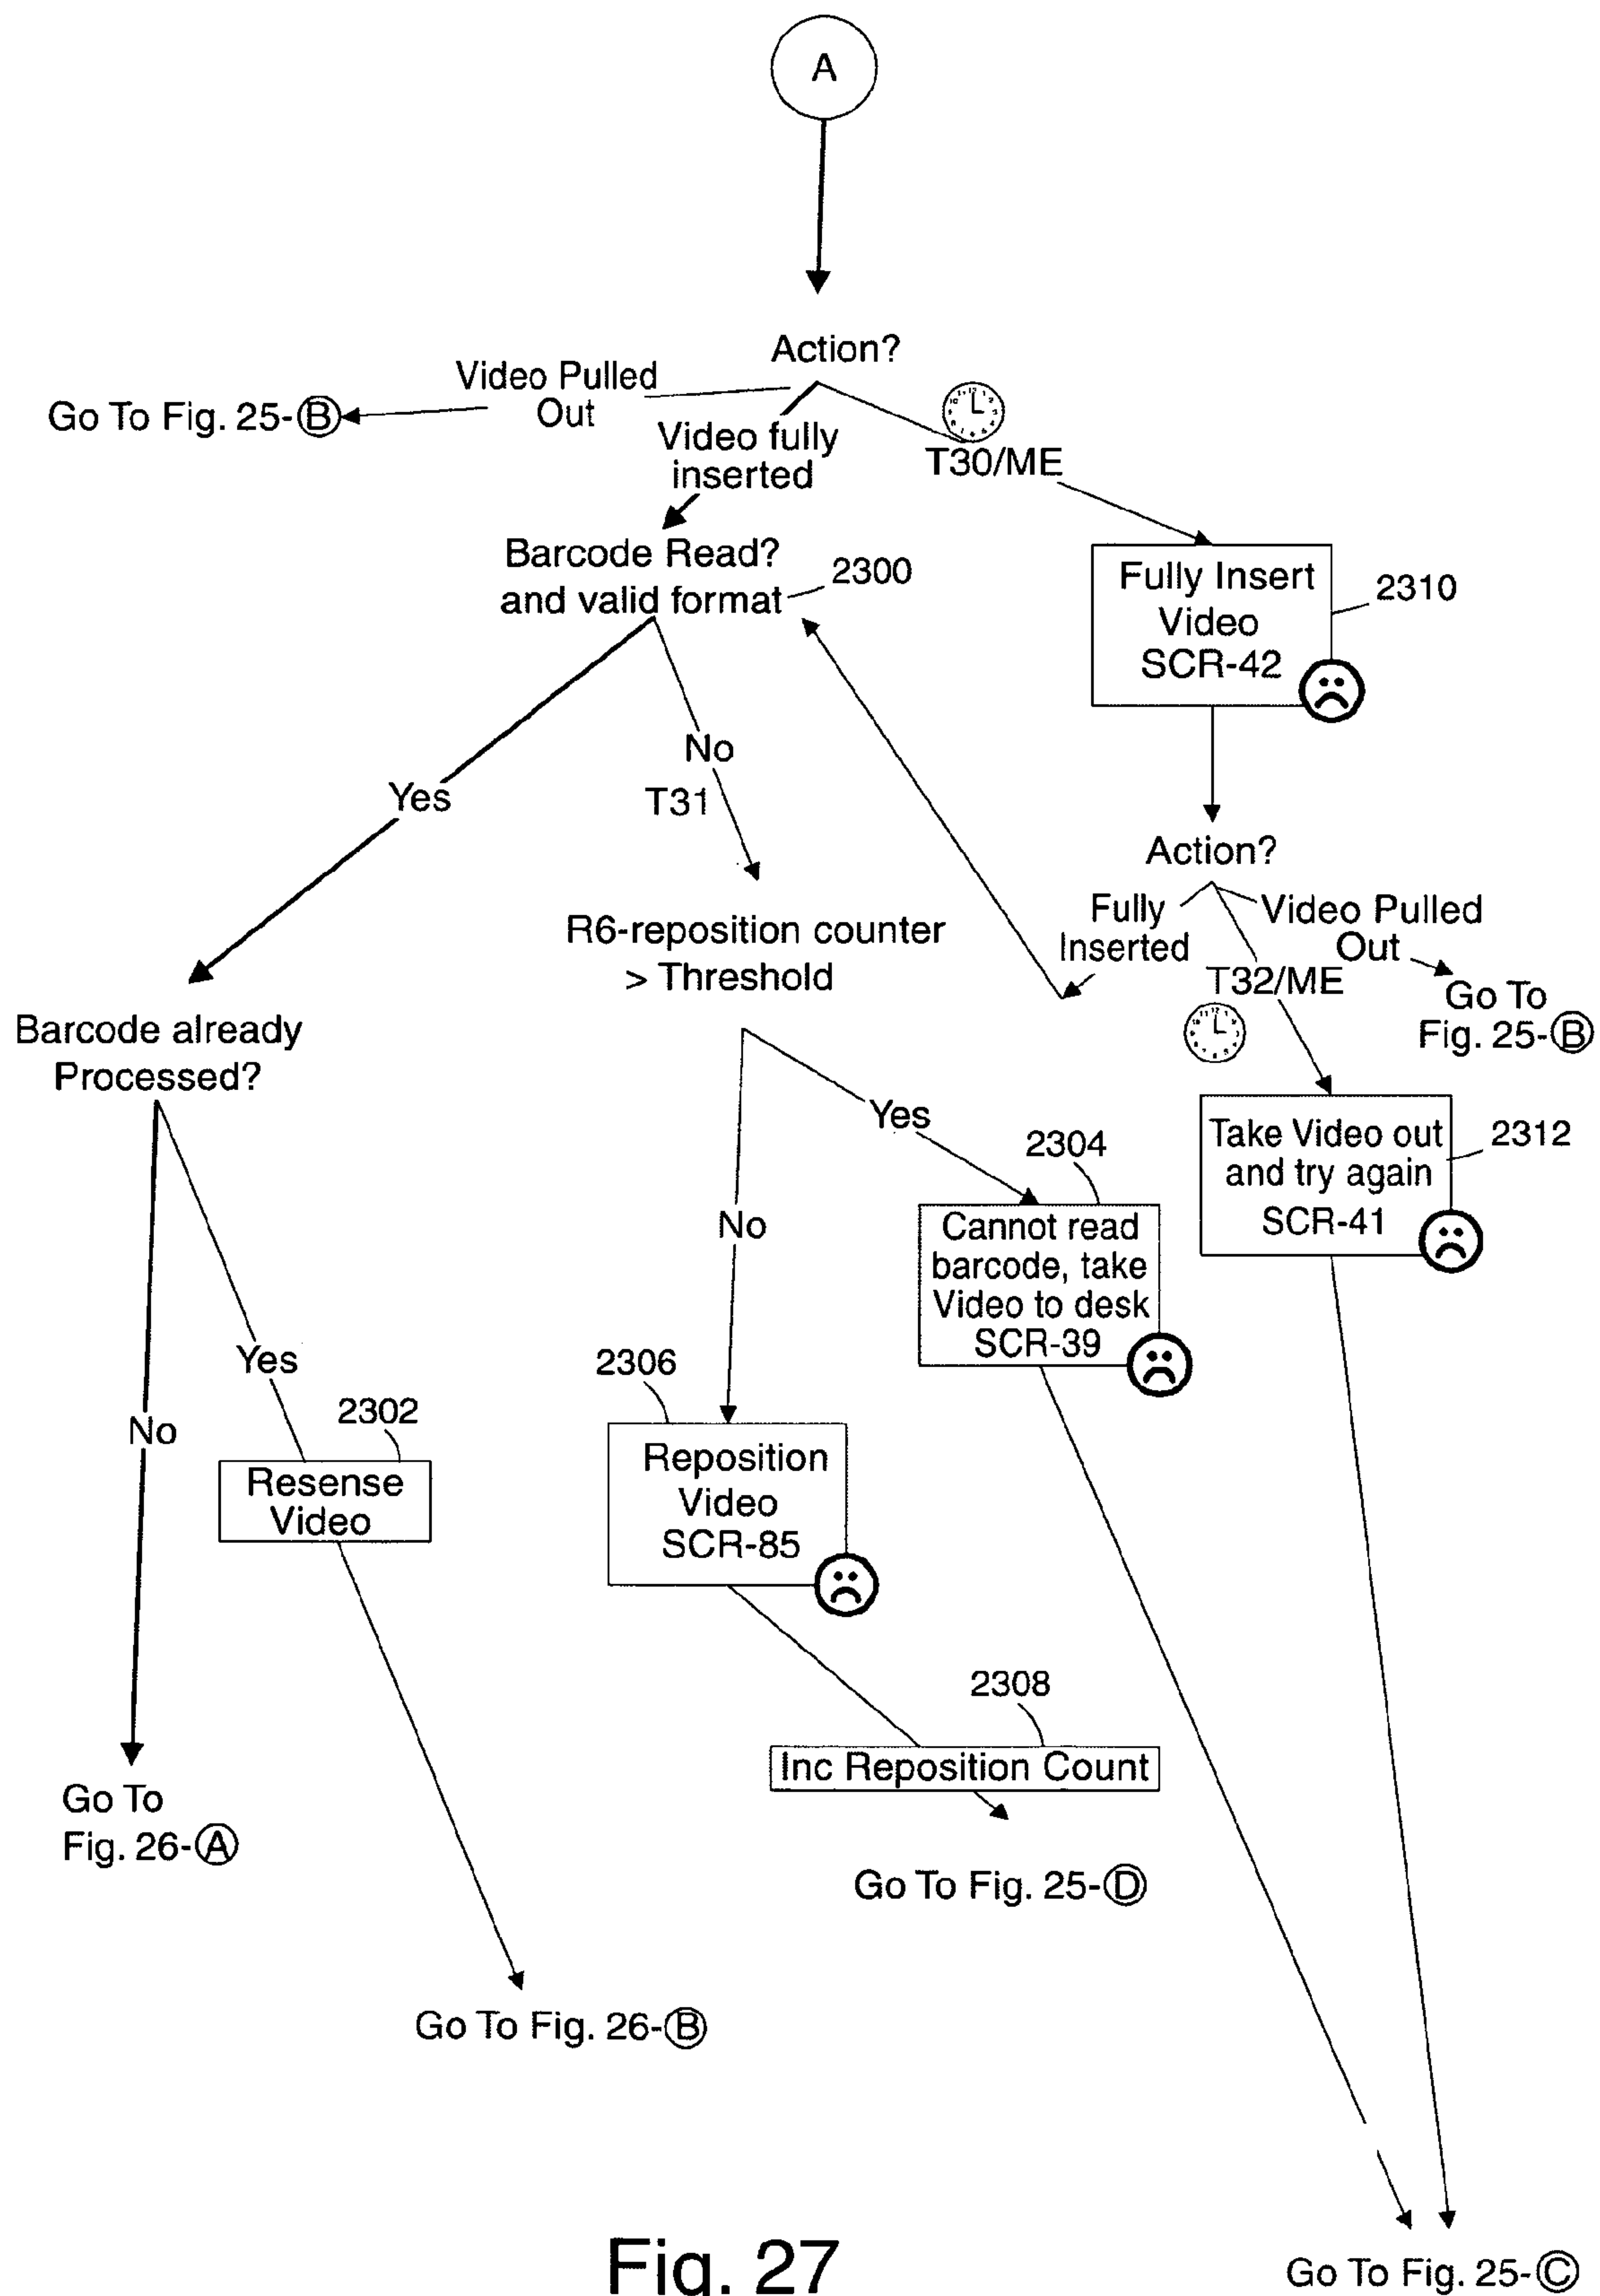 A
Action?
Video Pulled
Out
Go To Fig. 25-B
Video fully
inserted
T30/ME
Barcode Read?
and valid format
2300
Fully Insert
Video
SCR-42
2310
No
T31
Yes
Action?
Fully
Inserted
Video Pulled
Out
T32/ME
Go To
Fig. 25-B
R6-reposition counter
> Threshold
Barcode already
Processed?
Yes
2304
Take Video out
and try again
SCR-41
2312
No
Cannot read
barcode, take
Video to desk
SCR-39
Yes
2306
2302
No
Resense
Video
Reposition
Video
SCR-85
2308
Inc Reposition Count
Go To
Fig. 26-A
Go To Fig. 25-D
Go To Fig. 26-B
Fig. 27
Go To Fig. 25-C